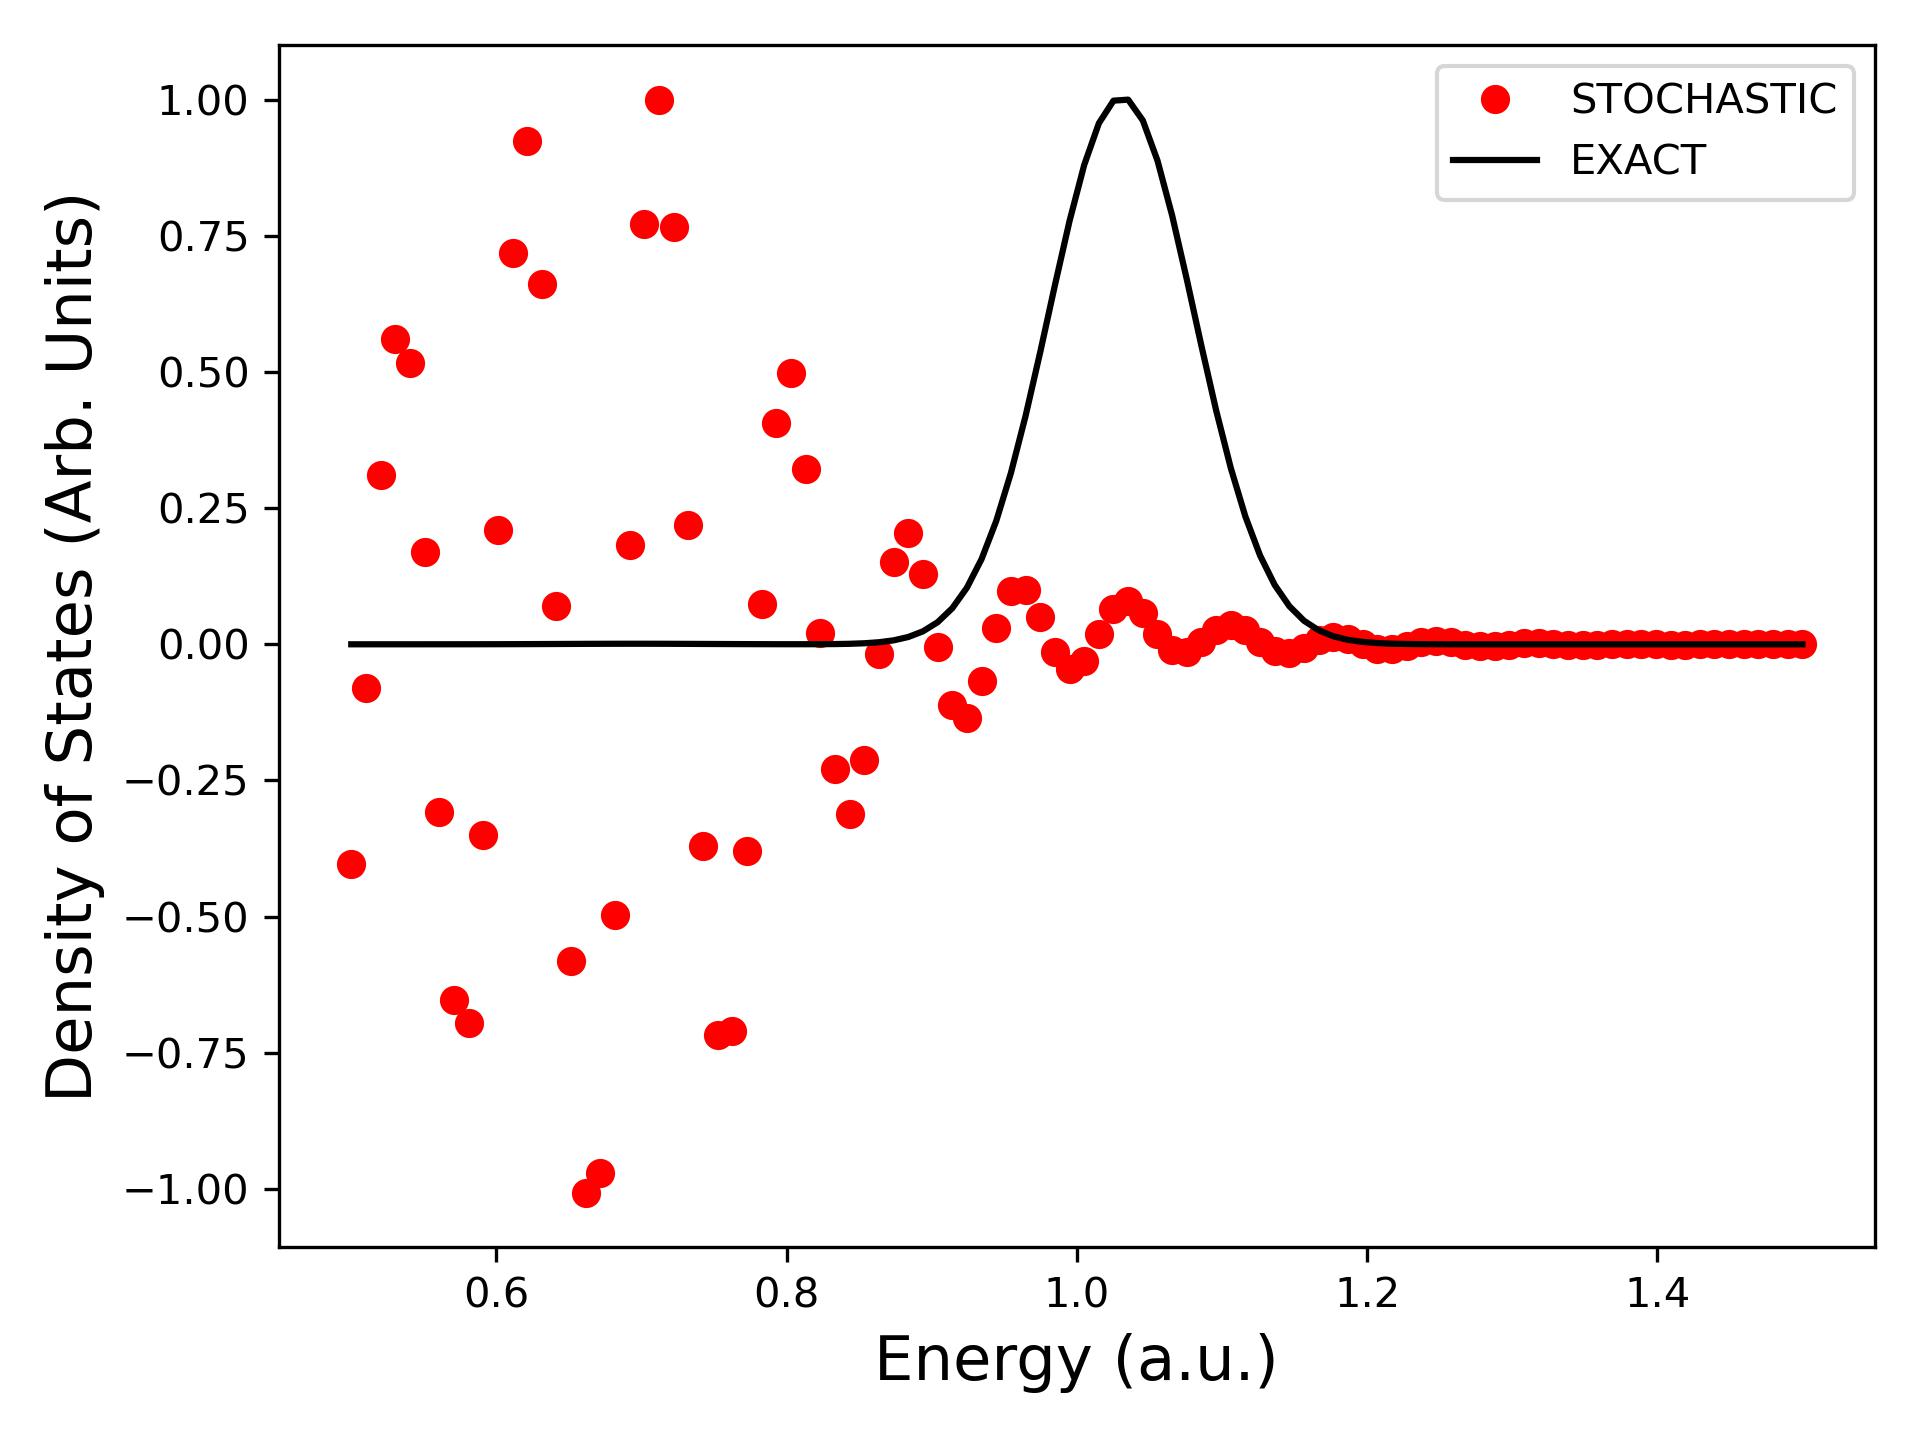 STOCHASTIC
EXACT
Density of States (Arb. Units)
1.00
0.75
0.50
0.25
0.00
−0.25
−0.50
−0.75
−1.00
0.6 0.8 1.0 1.2 1.4
Energy (a.u.)